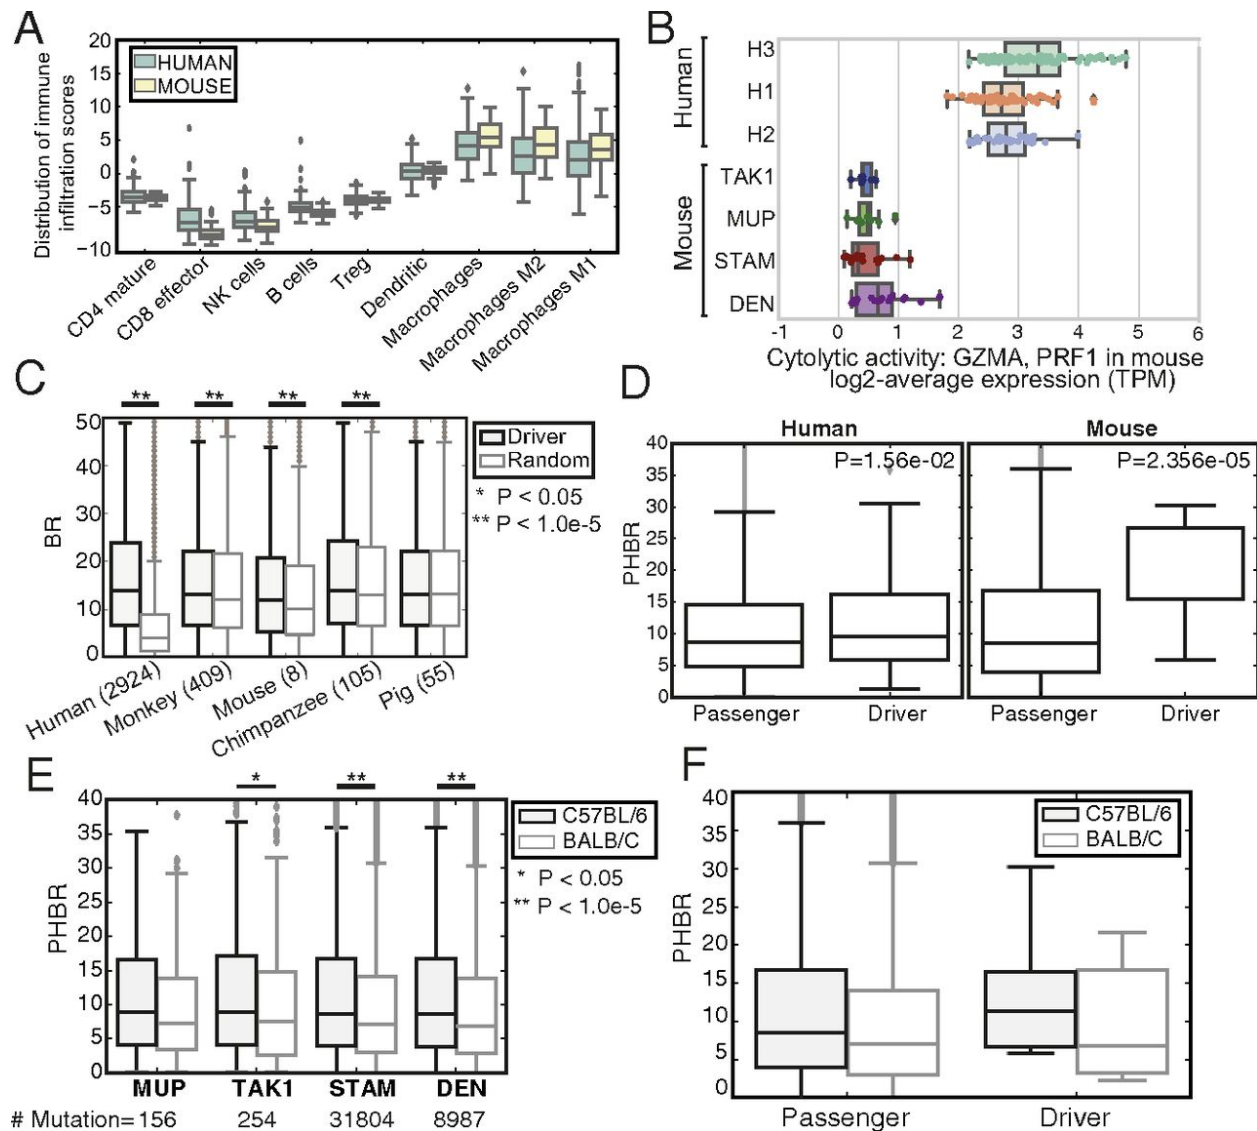 A
Distribution of immune
infiltration scores
20
15
10
5
0
−5
−10
HUMAN
MOUSE
CD4 mature
CD8 effector
NK cells
B cells
Treg
Dendritic
Macrophages
Macrophages M2
Macrophages M1
B
Human
H3
H1
H2
Mouse
TAK1
MUP
STAM
DEN
-1 0 1 2 3 4 5 6
Cytolytic activity: GZMA, PRF1 in mouse
log2-average expression (TPM)
C
BR
50
40
30
20
10
0
** ** ** **
Driver
Random
* P < 0.05
** P < 1.0e-5
Human (2924)
Monkey (409)
Mouse (8)
Chimpanzee (105)
Pig (55)
D
Human
Mouse
PHBR
40
35
30
25
20
15
10
5
0
P=1.56e-02
P=2.356e-05
Passenger Driver Passenger Driver
E
PHBR
40
35
30
25
20
15
10
5
0
* ** **
C57BL/6
BALB/C
* P < 0.05
** P < 1.0e-5
MUP TAK1 STAM DEN
# Mutation= 156 254 31804 8987
F
PHBR
40
35
30
25
20
15
10
5
0
C57BL/6
BALB/C
Passenger Driver